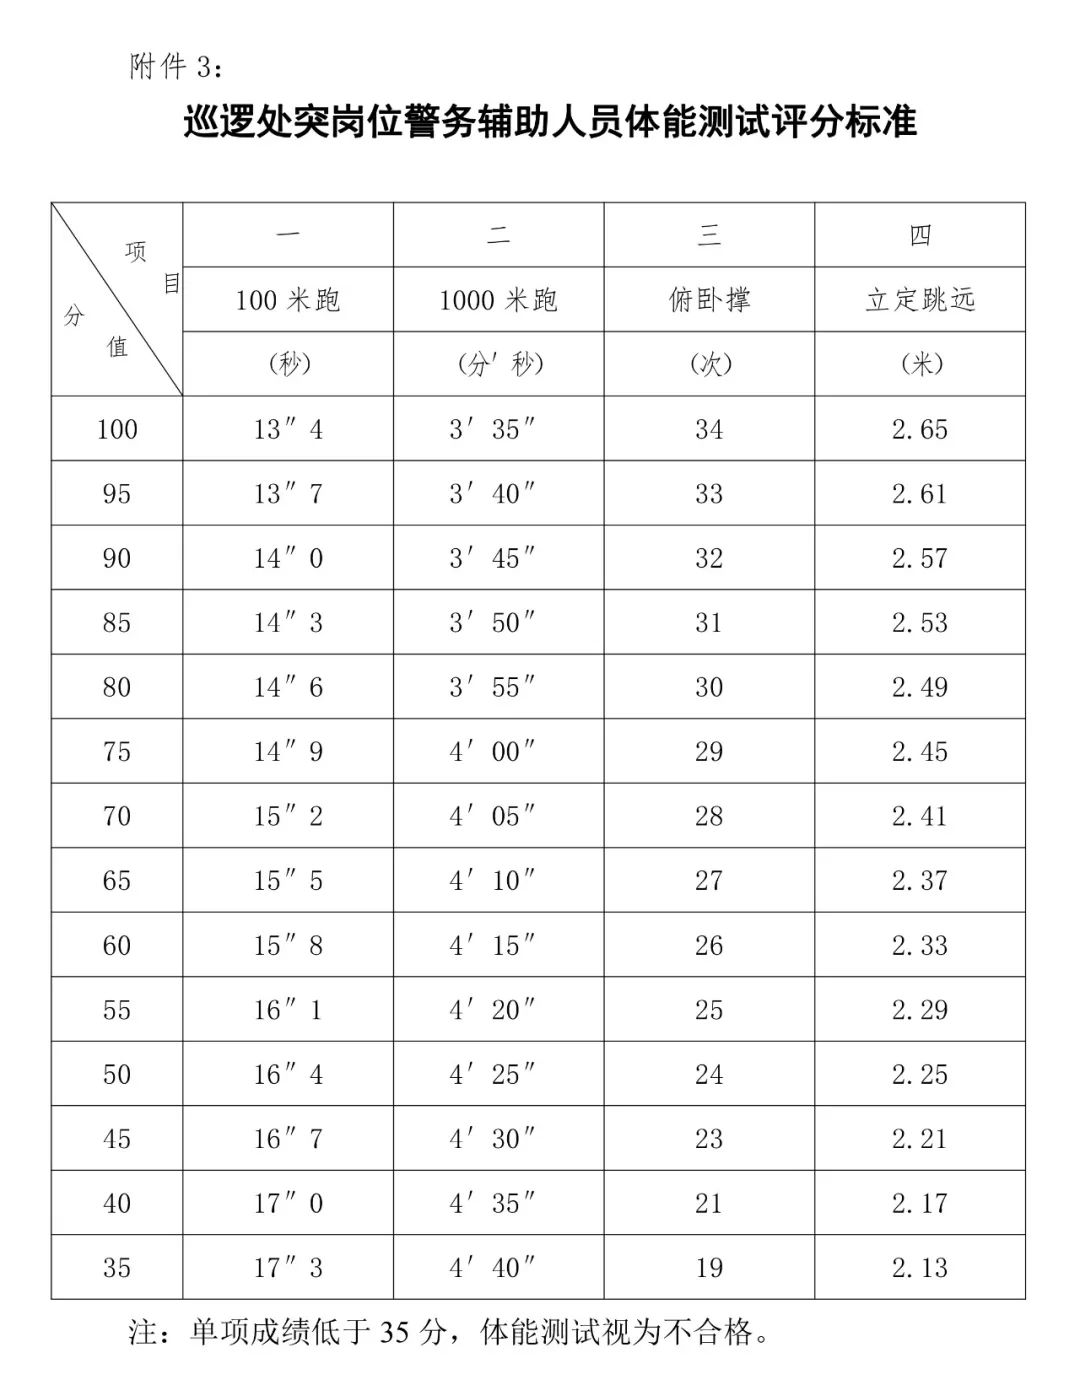 附件 3：
巡逻处突岗位警务辅助人员体能测试评分标准
项目 分值 一 二 三 四
100 米跑 1000 米跑 俯卧撑 立定跳远
(秒) (分′ 秒) (次) (米)
100 13″ 4 3′ 35″ 34 2.65
95 13″ 7 3′ 40″ 33 2.61
90 14″ 0 3′ 45″ 32 2.57
85 14″ 3 3′ 50″ 31 2.53
80 14″ 6 3′ 55″ 30 2.49
75 14″ 9 4′ 00″ 29 2.45
70 15″ 2 4′ 05″ 28 2.41
65 15″ 5 4′ 10″ 27 2.37
60 15″ 8 4′ 15″ 26 2.33
55 16″ 1 4′ 20″ 25 2.29
50 16″ 4 4′ 25″ 24 2.25
45 16″ 7 4′ 30″ 23 2.21
40 17″ 0 4′ 35″ 21 2.17
35 17″ 3 4′ 40″ 19 2.13
注：单项成绩低于 35 分，体能测试视为不合格。